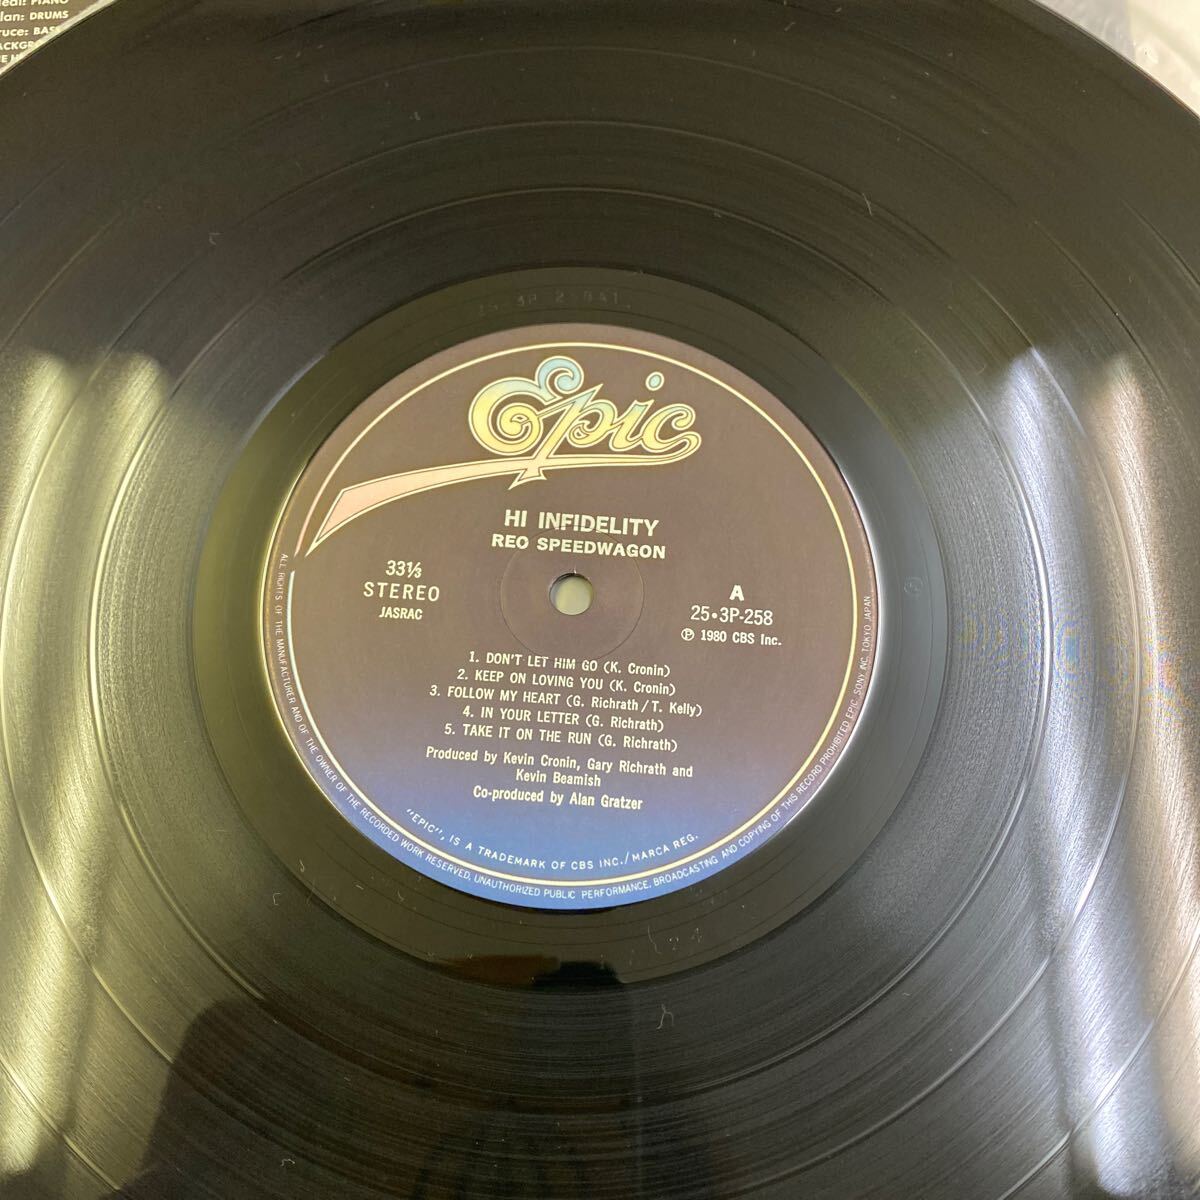 eal: PIANO
lan: DRUMS
ruce: BASS
ACKGRO
E H
Epic
HI INFIDELITY
REO SPEEDWAGON
33⅓
STEREO
JASRAC
A
25•3P-258
Ⓟ 1980 CBS Inc.
1. DON'T LET HIM GO (K. Cronin)
2. KEEP ON LOVING YOU (K. Cronin)
3. FOLLOW MY HEART (G. Richrath / T. Kelly)
4. IN YOUR LETTER (G. Richrath)
5. TAKE IT ON THE RUN (G. Richrath)
Produced by Kevin Cronin, Gary Richrath and
Kevin Beamish
Co-produced by Alan Gratzer
"EPIC", IS A TRADEMARK OF CBS INC./MARCA REG.
ALL RIGHTS OF THE MANUFACTURER AND OF THE OWNER OF THE RECORDED WORK RESERVED. UNAUTHORIZED PUBLIC PERFORMANCE, BROADCASTING AND COPYING OF THIS RECORD PROHIBITED EPIC SONY INC. TOKYO JAPAN